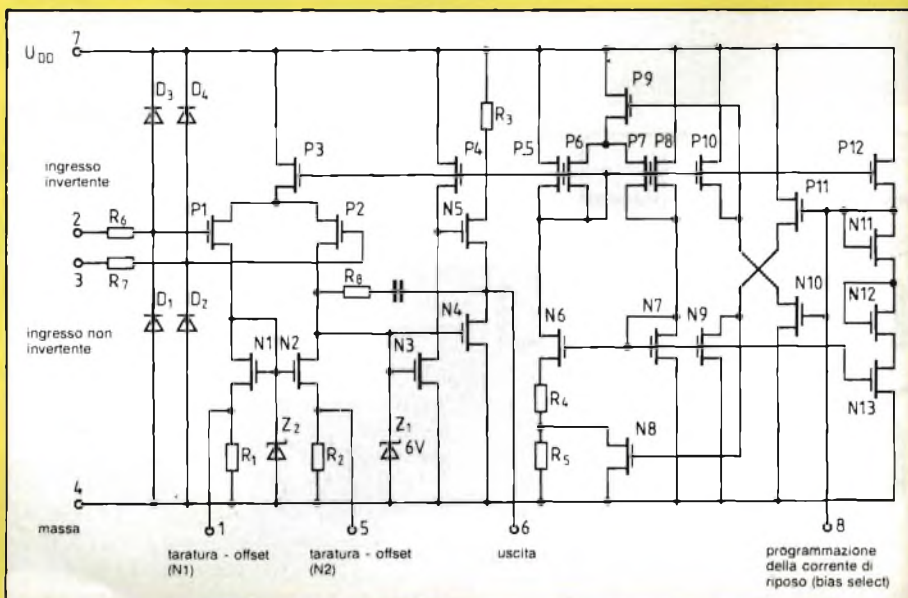 7
U_DD
D3 D4
P9
R3
P3 P4 P5 P6 P7 P8 P10 P12
ingresso
invertente
P11
2
R6
P1 P2
N5
N11
3
R7
R8
N10
N12
D1 D2
N4
ingresso non
invertente
N1 N2 N3 N6 N7 N9
N13
R4
Z2
Z1
6V
N8
R1 R2
R5
4
massa
1 5 6 8
taratura - offset
(N1)
taratura - offset
(N2)
uscita
programmazione
della corrente di
riposo (bias select)